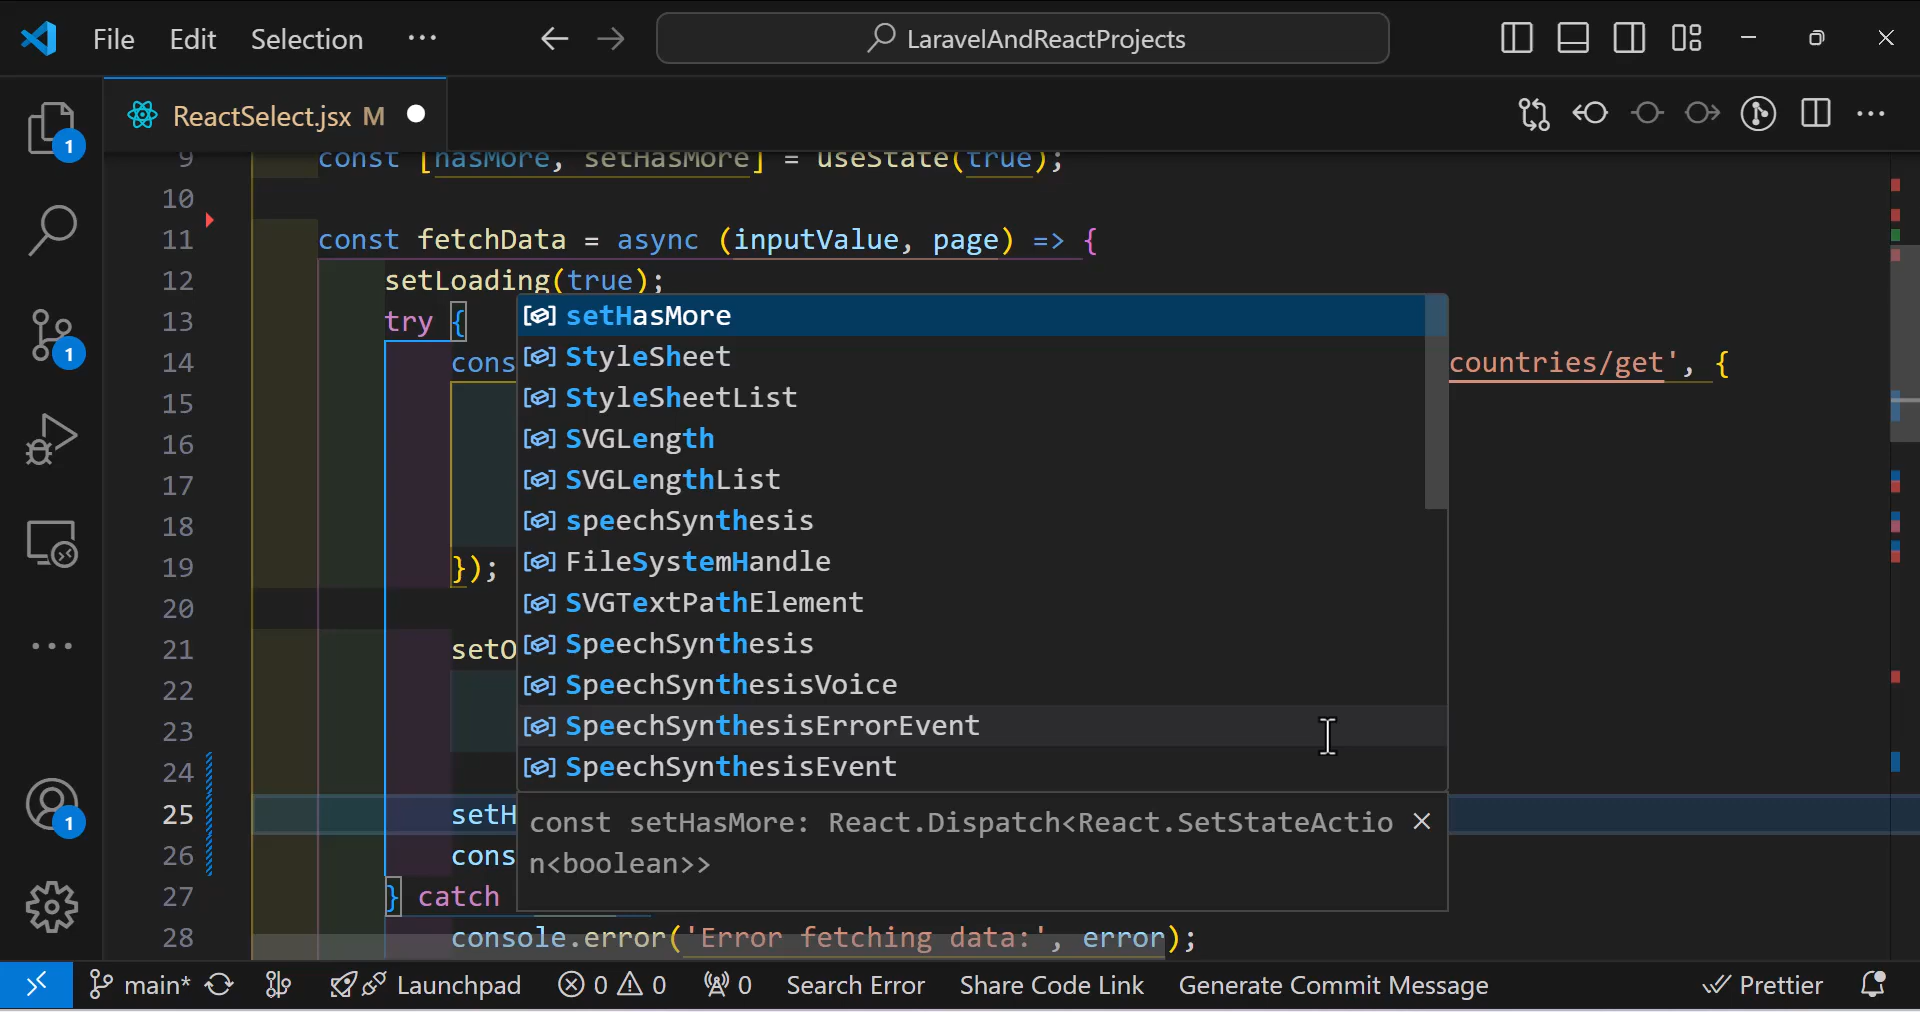 File Edit Selection ··· LaravelAndReactProjects
1
ReactSelect.jsx M
9 const [hasMore, setHasMore] = useState(true);
10
11 const fetchData = async (inputValue, page) => {
12 setLoading(true);
13 try {
14 cons countries/get', {
15
16
17
18
19 });
20
21 setO
22
23
24
25 setH
26 cons
27 } catch
28 console.error('Error fetching data:', error);
setHasMore
StyleSheet
StyleSheetList
SVGLength
SVGLengthList
speechSynthesis
FileSystemHandle
SVGTextPathElement
SpeechSynthesis
SpeechSynthesisVoice
SpeechSynthesisErrorEvent
SpeechSynthesisEvent
const setHasMore: React.Dispatch<React.SetStateActio
n<boolean>>
1
1
main* Launchpad 0 0 0 Search Error Share Code Link Generate Commit Message Prettier